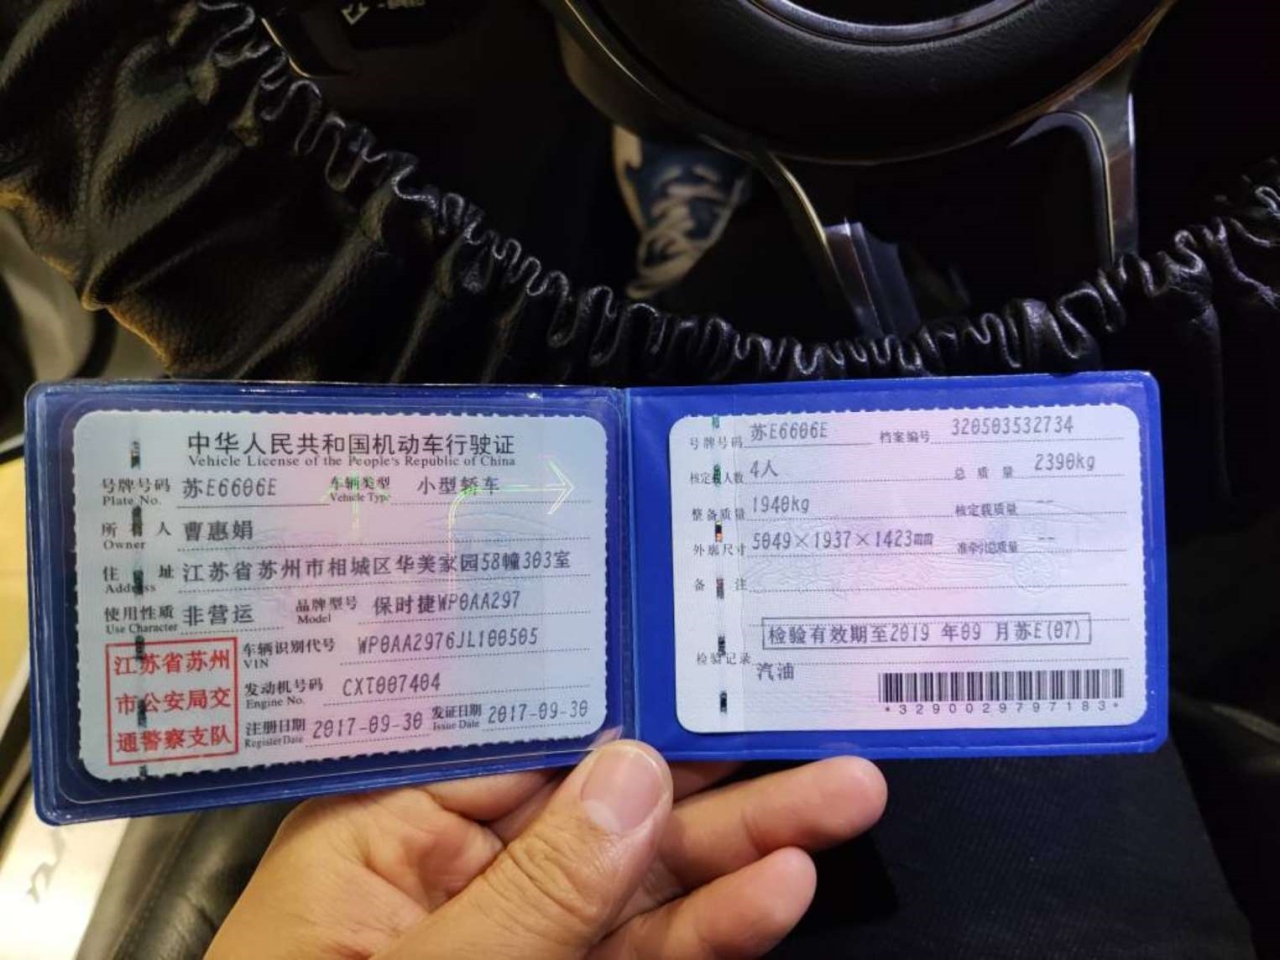 中华人民共和国机动车行驶证
Vehicle License of the People's Republic of China
号牌号码 苏E6606E 车辆类型 小型轿车
Plate No. Vehicle Type
所有人 曹惠娟
Owner
住址 江苏省苏州市相城区华美家园58幢303室
Address
使用性质 非营运 品牌型号 保时捷WP0AA297
Use Character Model
江苏省苏州
市公安局交
通警察支队
车辆识别代号 WP0AA2976JL100505
VIN
发动机号码 CXT007404
Engine No.
注册日期 2017-09-30 发证日期 2017-09-30
Register Date Issue Date
号牌号码 苏E6606E 档案编号 320503532734
核定载人数 4人 总质量 2390kg
整备质量 1940kg 核定载质量 --
外廓尺寸 5049×1937×1423mm 准牵引总质量 --
备注
检验有效期至2019年09月苏E(07)
检验记录
汽油
*3290029797183*